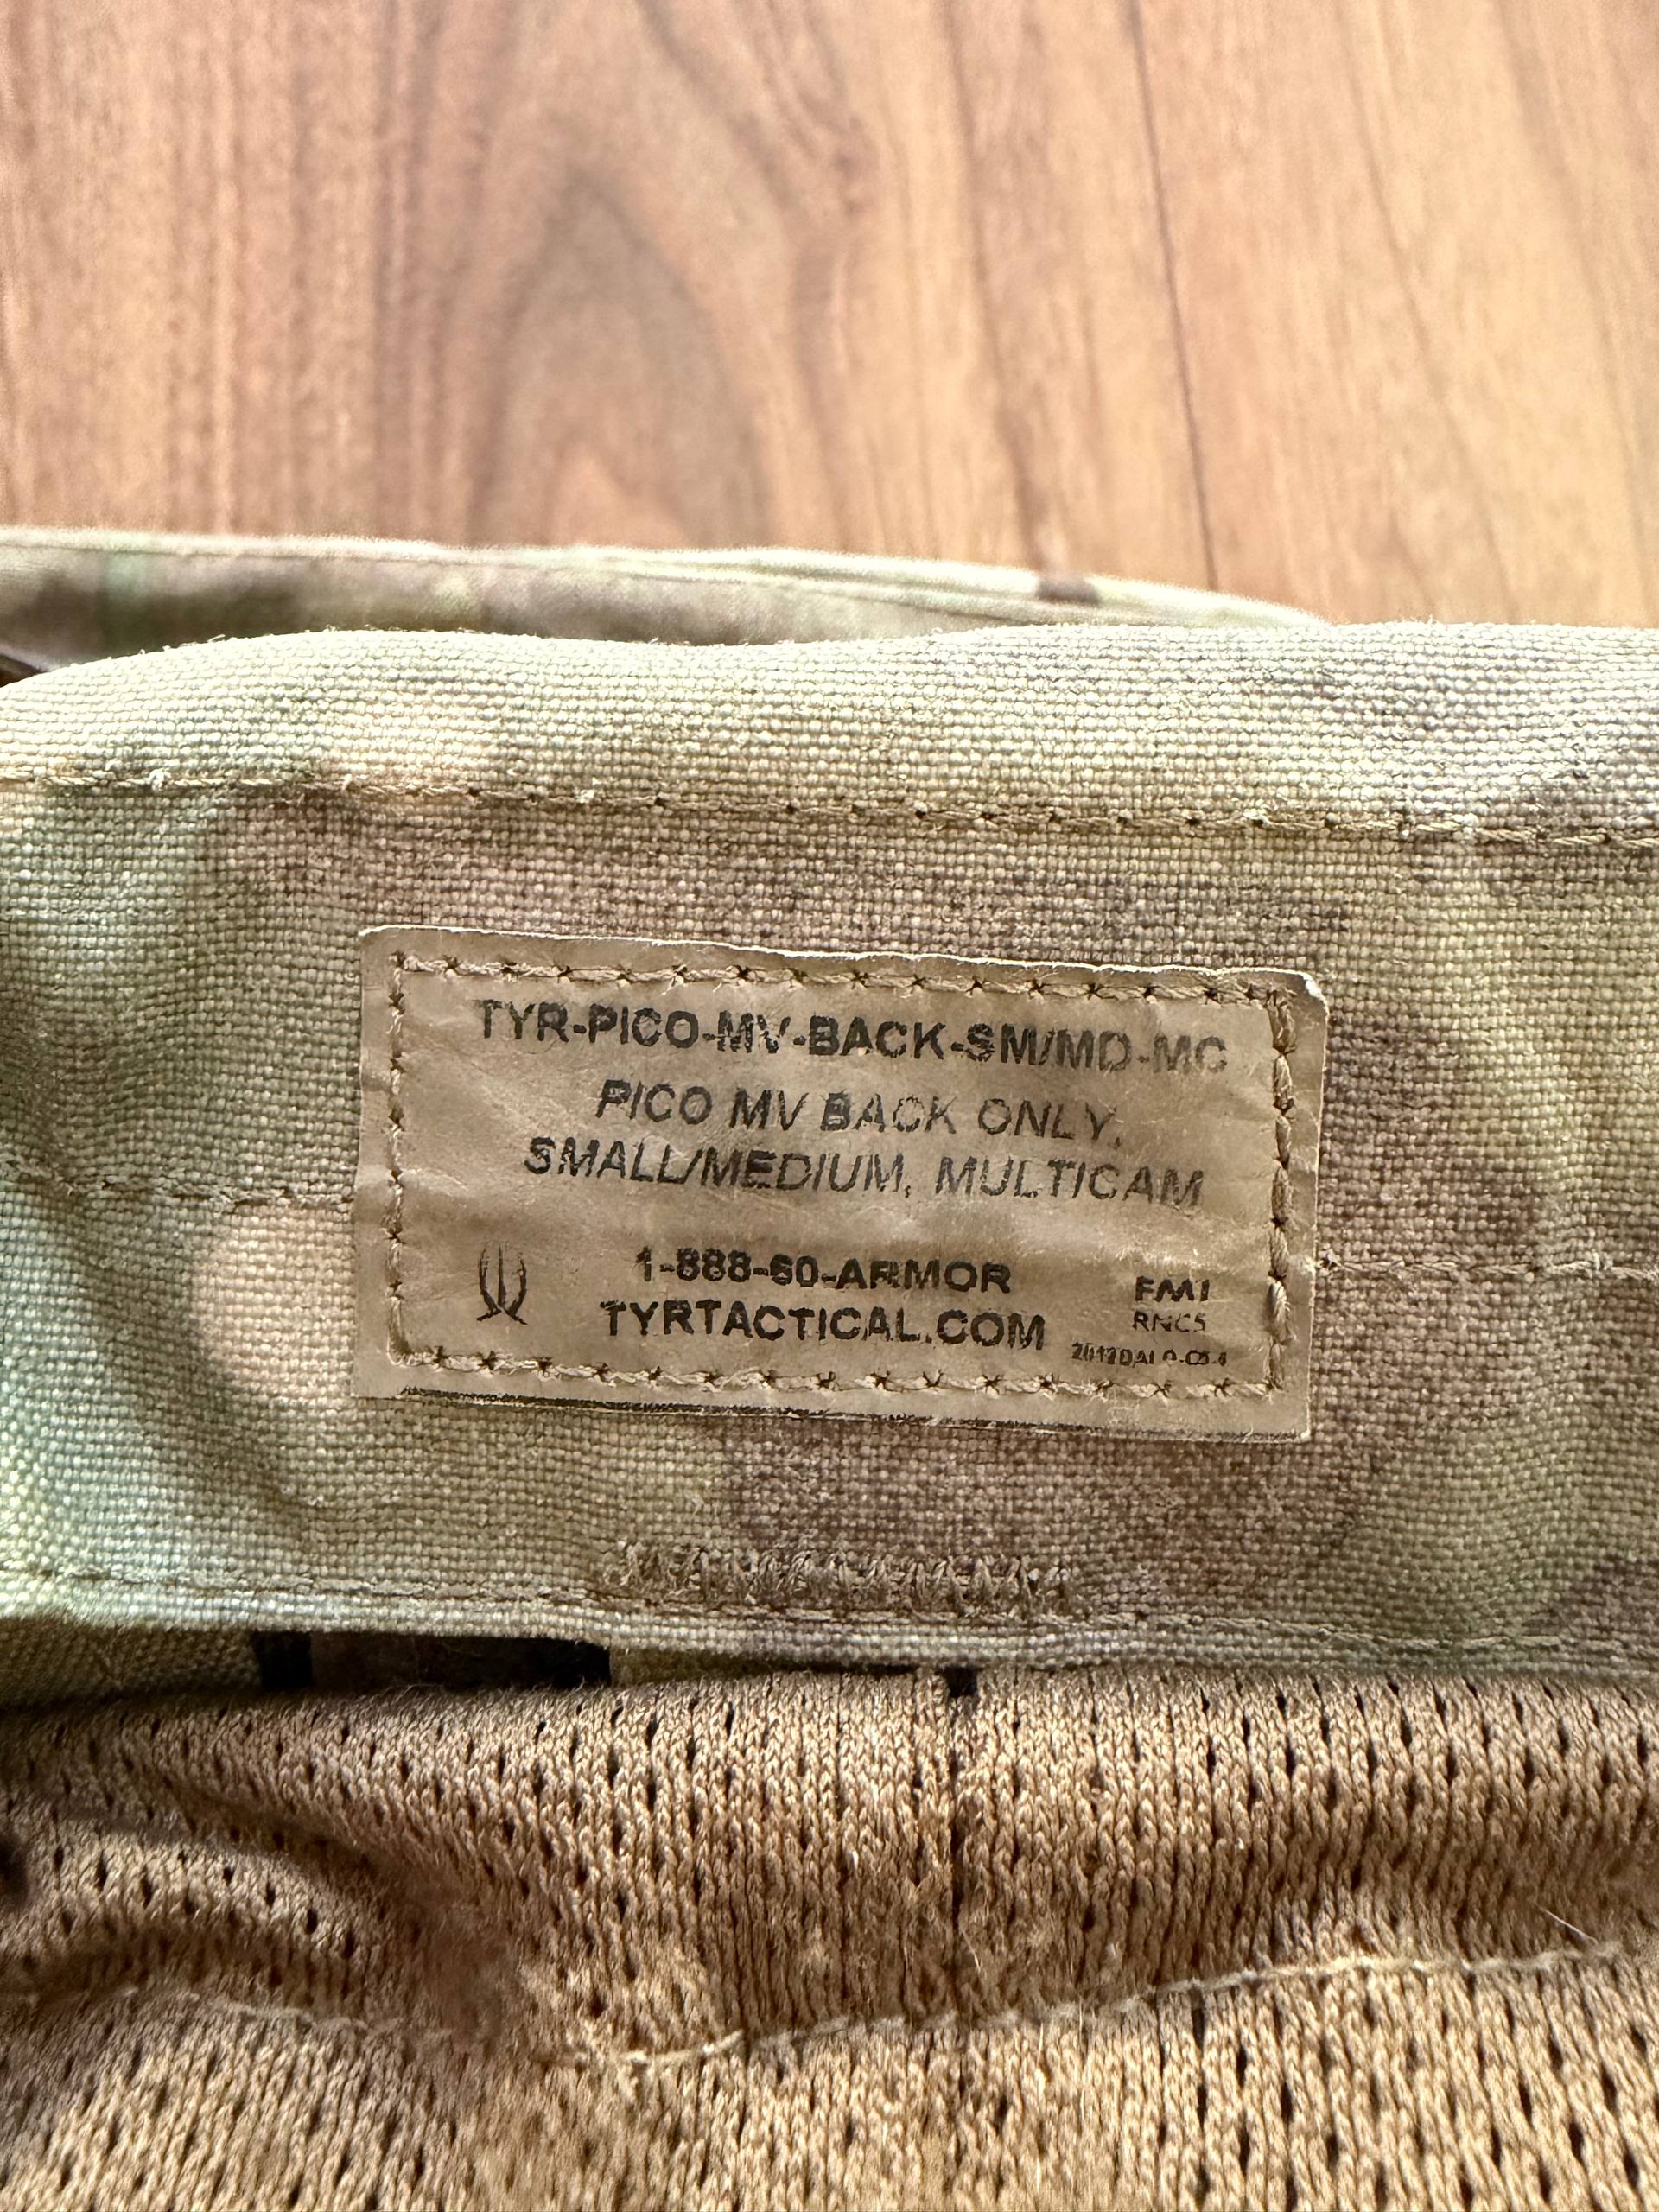 TYR-PICO-MV-BACK-SM/MD-MC
PICO MV BACK ONLY,
SMALL/MEDIUM, MULTICAM
1-888-60-ARMOR
TYRTACTICAL.COM
FMI
RNC5